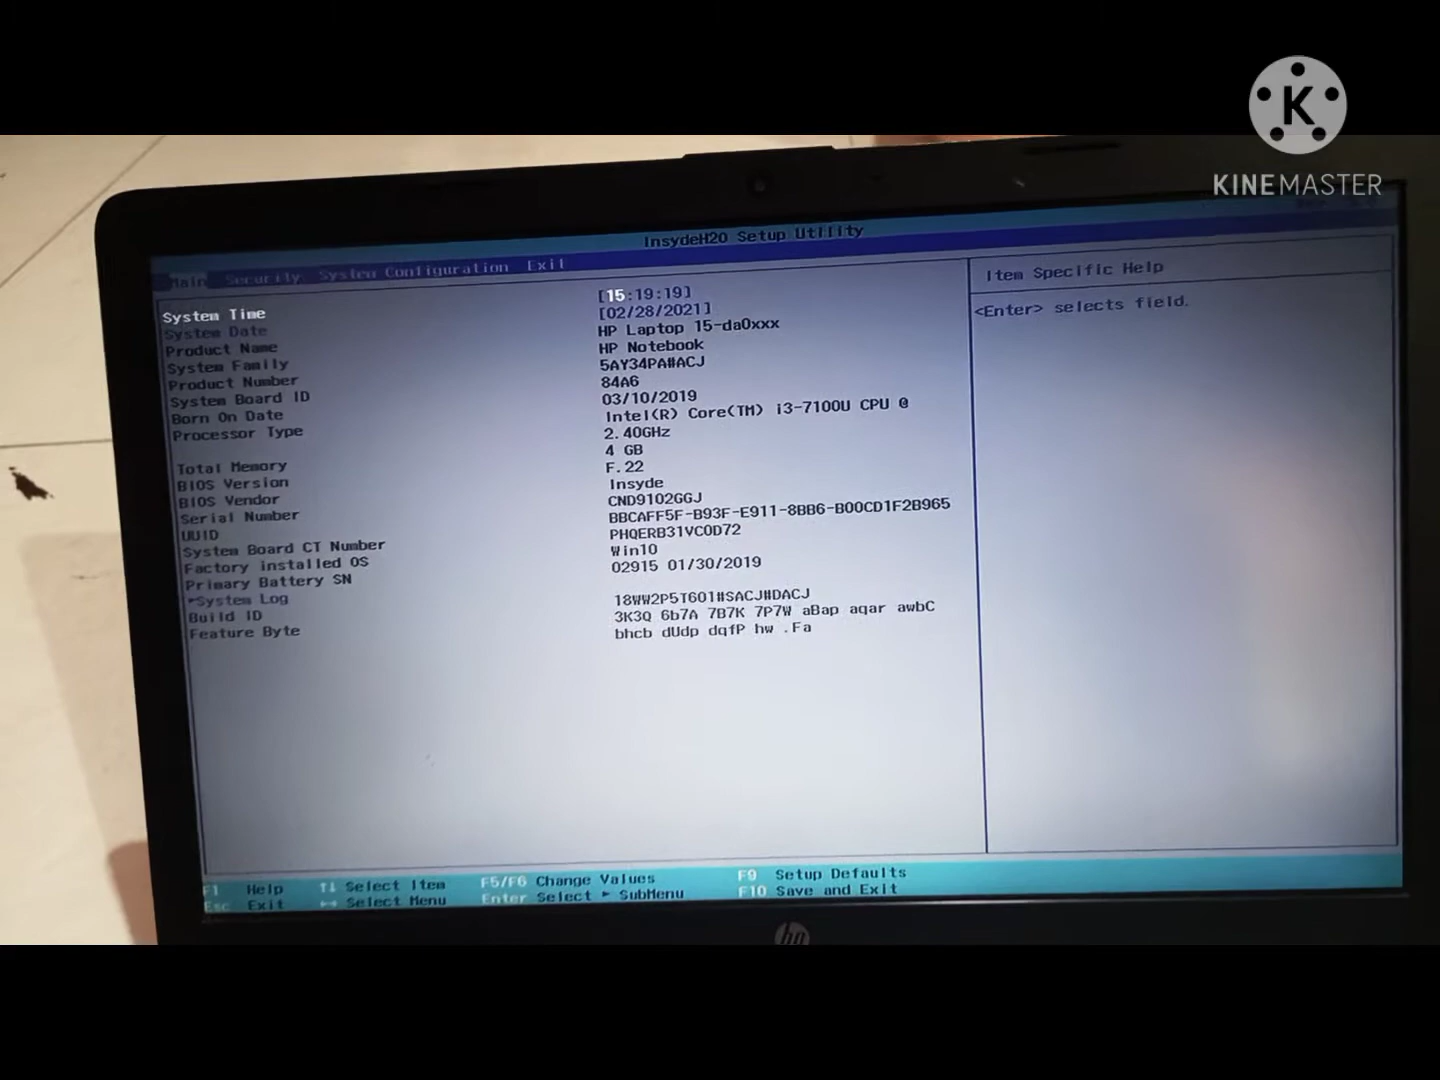 KINEMASTER
InsydeH20 Setup Utility
Main Security System Configuration Exit
Item Specific Help
<Enter> selects field.
System Time [15:19:19]
System Date [02/28/2021]
Product Name HP Laptop 15-da0xxx
System Family HP Notebook
Product Number 5AY34PA#ACJ
System Board ID 84A6
Born On Date 03/10/2019
Processor Type Intel(R) Core(TM) i3-7100U CPU @
2.40GHz
Total Memory 4 GB
BIOS Version F.22
BIOS Vendor Insyde
Serial Number CND9102GGJ
UUID BBCAFF5F-B93F-E911-8BB6-B00CD1F2B965
System Board CT Number PHQERB31VC0D72
Factory installed OS Win10
Primary Battery SN 02915 01/30/2019
►System Log
Build ID 18WW2P5T601#SACJ#DACJ
Feature Byte 3K3Q 6b7A 7B7K 7P7W aBap aqar awbC
bhcb dUdp dqfP hw .Fa
F1 Help ↑↓ Select Item F5/F6 Change Values F9 Setup Defaults
Esc Exit ↔ Select Menu Enter Select ► SubMenu F10 Save and Exit
hp